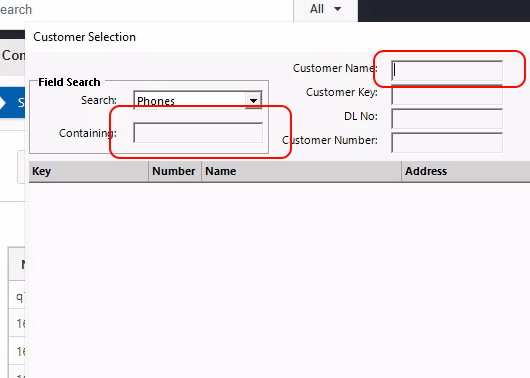 earch
All
Customer Selection
Con
Customer Name:
Field Search
Search: Phones
Customer Key:
S
DL No:
Containing:
Customer Number:
Key Number Name Address
N
q
16
16
16